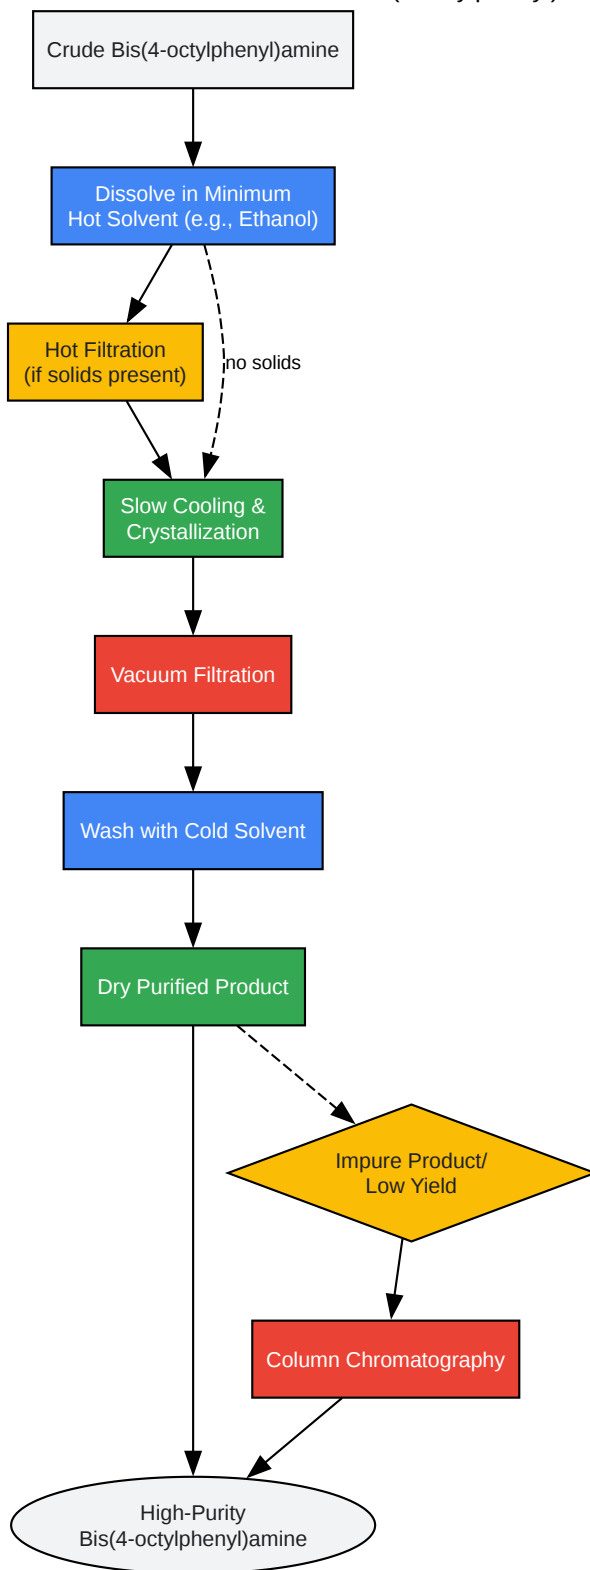 Crude Bis(4-octylphenyl)amine
Dissolve in Minimum
Hot Solvent (e.g., Ethanol)
Hot Filtration
(if solids present)
no solids
Slow Cooling &
Crystallization
Vacuum Filtration
Wash with Cold Solvent
Dry Purified Product
Impure Product/
Low Yield
Column Chromatography
High-Purity
Bis(4-octylphenyl)amine